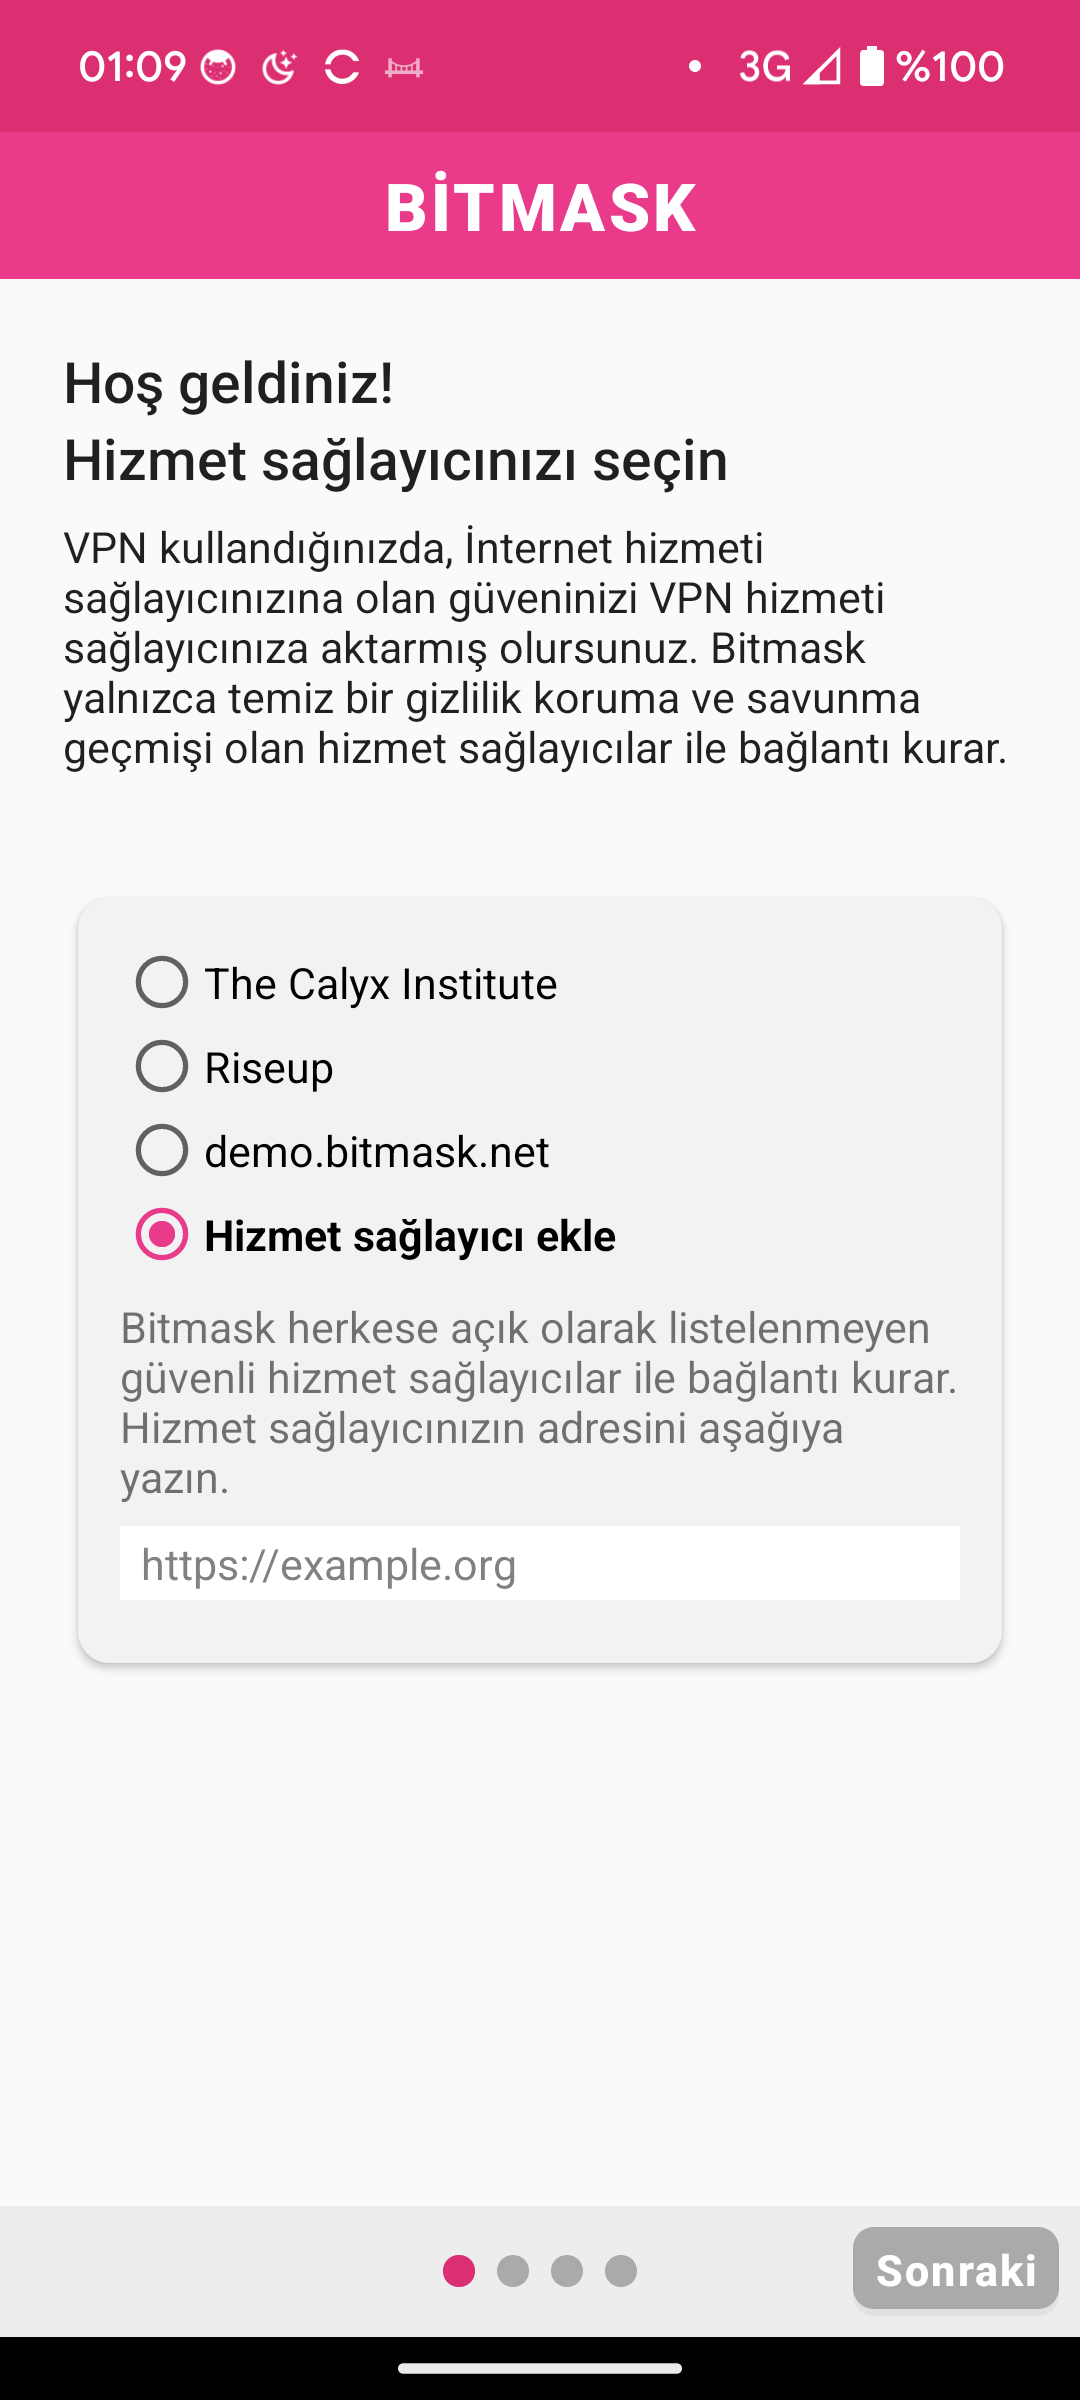 01:09
3G %100
BİTMASK
Hoş geldiniz!
Hizmet sağlayıcınızı seçin
VPN kullandığınızda, İnternet hizmeti
sağlayıcınızına olan güveninizi VPN hizmeti
sağlayıcınıza aktarmış olursunuz. Bitmask
yalnızca temiz bir gizlilik koruma ve savunma
geçmişi olan hizmet sağlayıcılar ile bağlantı kurar.
The Calyx Institute
Riseup
demo.bitmask.net
Hizmet sağlayıcı ekle
Bitmask herkese açık olarak listelenmeyen
güvenli hizmet sağlayıcılar ile bağlantı kurar.
Hizmet sağlayıcınızın adresini aşağıya
yazın.
https://example.org
Sonraki